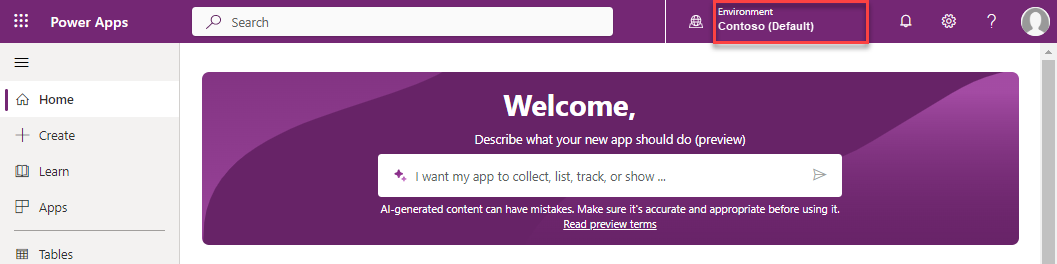 Power Apps
Search
Environment
Contoso (Default)
?
Home
Create
Learn
Apps
Tables
Welcome,
Describe what your new app should do (preview)
I want my app to collect, list, track, or show ...
AI-generated content can have mistakes. Make sure it's accurate and appropriate before using it.
Read preview terms